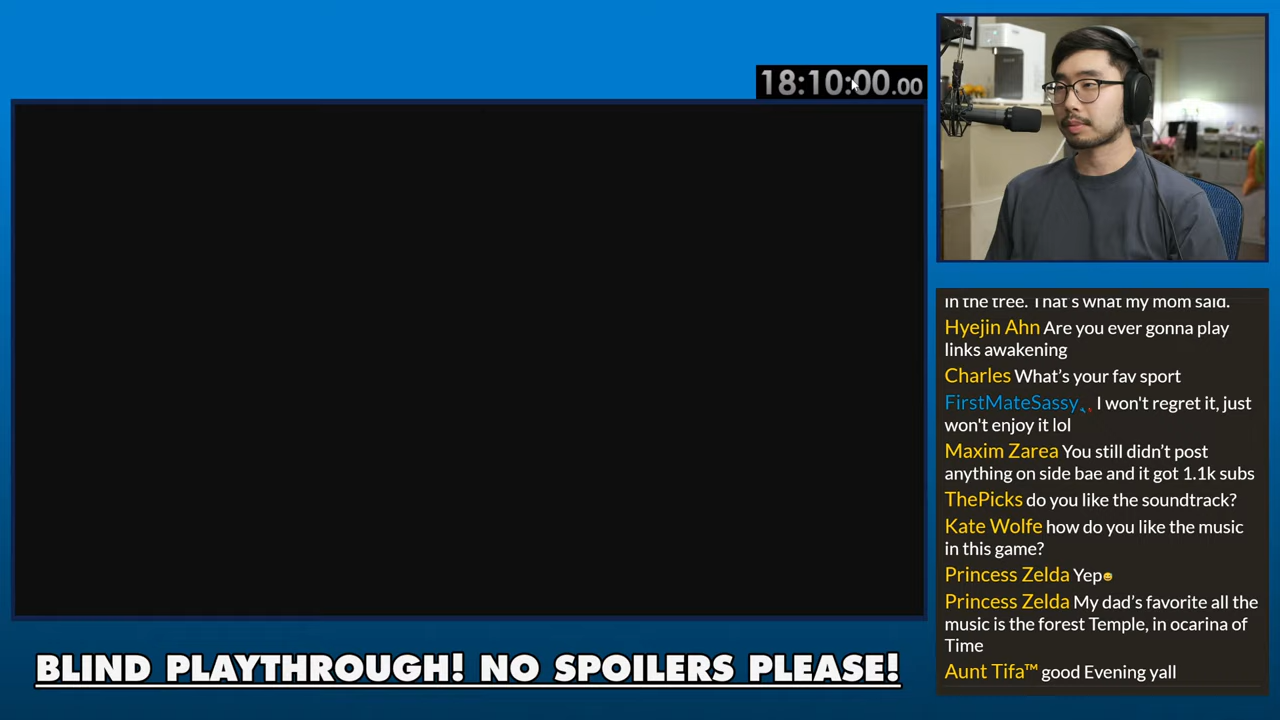 18:10:00.00
in the tree. That's what my mom said.
Hyejin Ahn Are you ever gonna play
links awakening
Charles What's your fav sport
FirstMateSassy I won't regret it, just
won't enjoy it lol
Maxim Zarea You still didn't post
anything on side bae and it got 1.1k subs
ThePicks do you like the soundtrack?
Kate Wolfe how do you like the music
in this game?
Princess Zelda Yep
Princess Zelda My dad's favorite all the
music is the forest Temple, in ocarina of
Time
Aunt Tifa™ good Evening yall
BLIND PLAYTHROUGH! NO SPOILERS PLEASE!